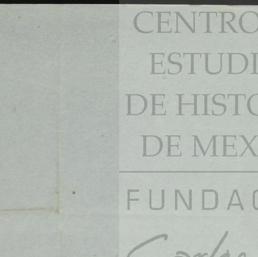 CENTRO
ESTUDI
DE HISTO
DE MEX
FUNDAC